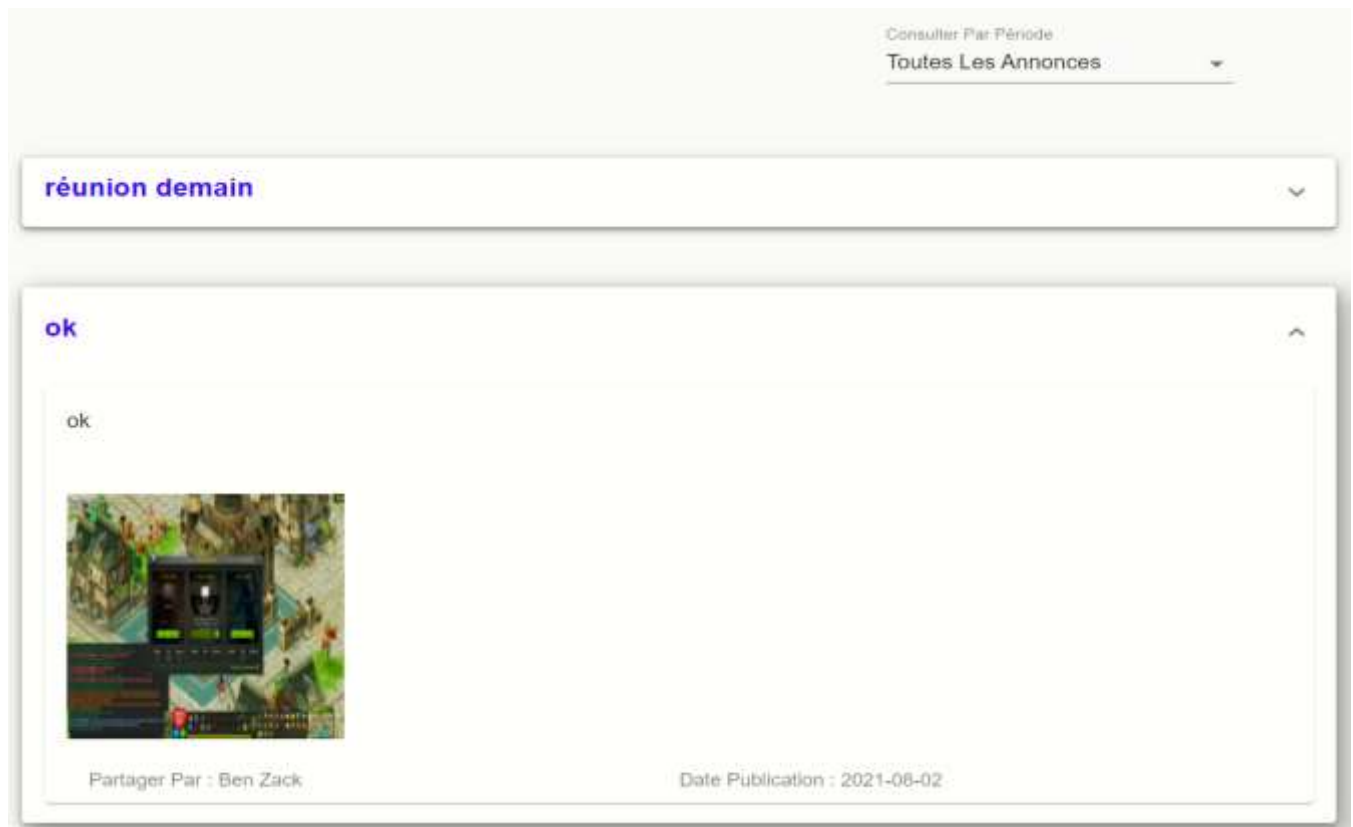 Consulter Par Période
Toutes Les Annonces
réunion demain
ok
ok
Partager Par : Ben Zack
Date Publication : 2021-08-02